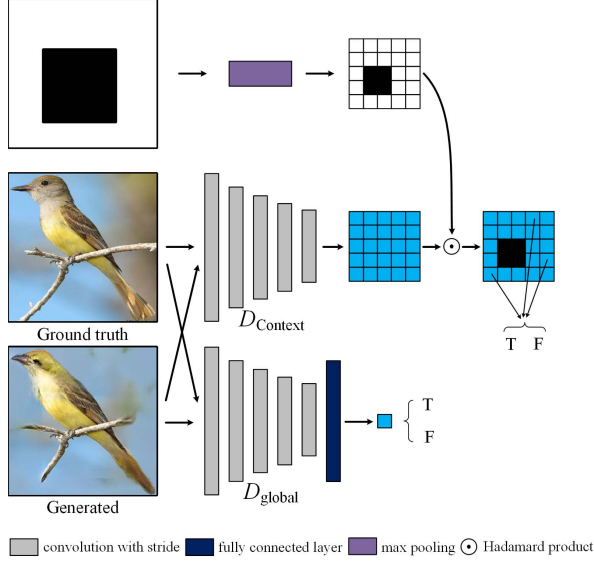 Ground truth
D_Context
T F
Generated
D_global
T
F
convolution with stride fully connected layer max pooling Hadamard product